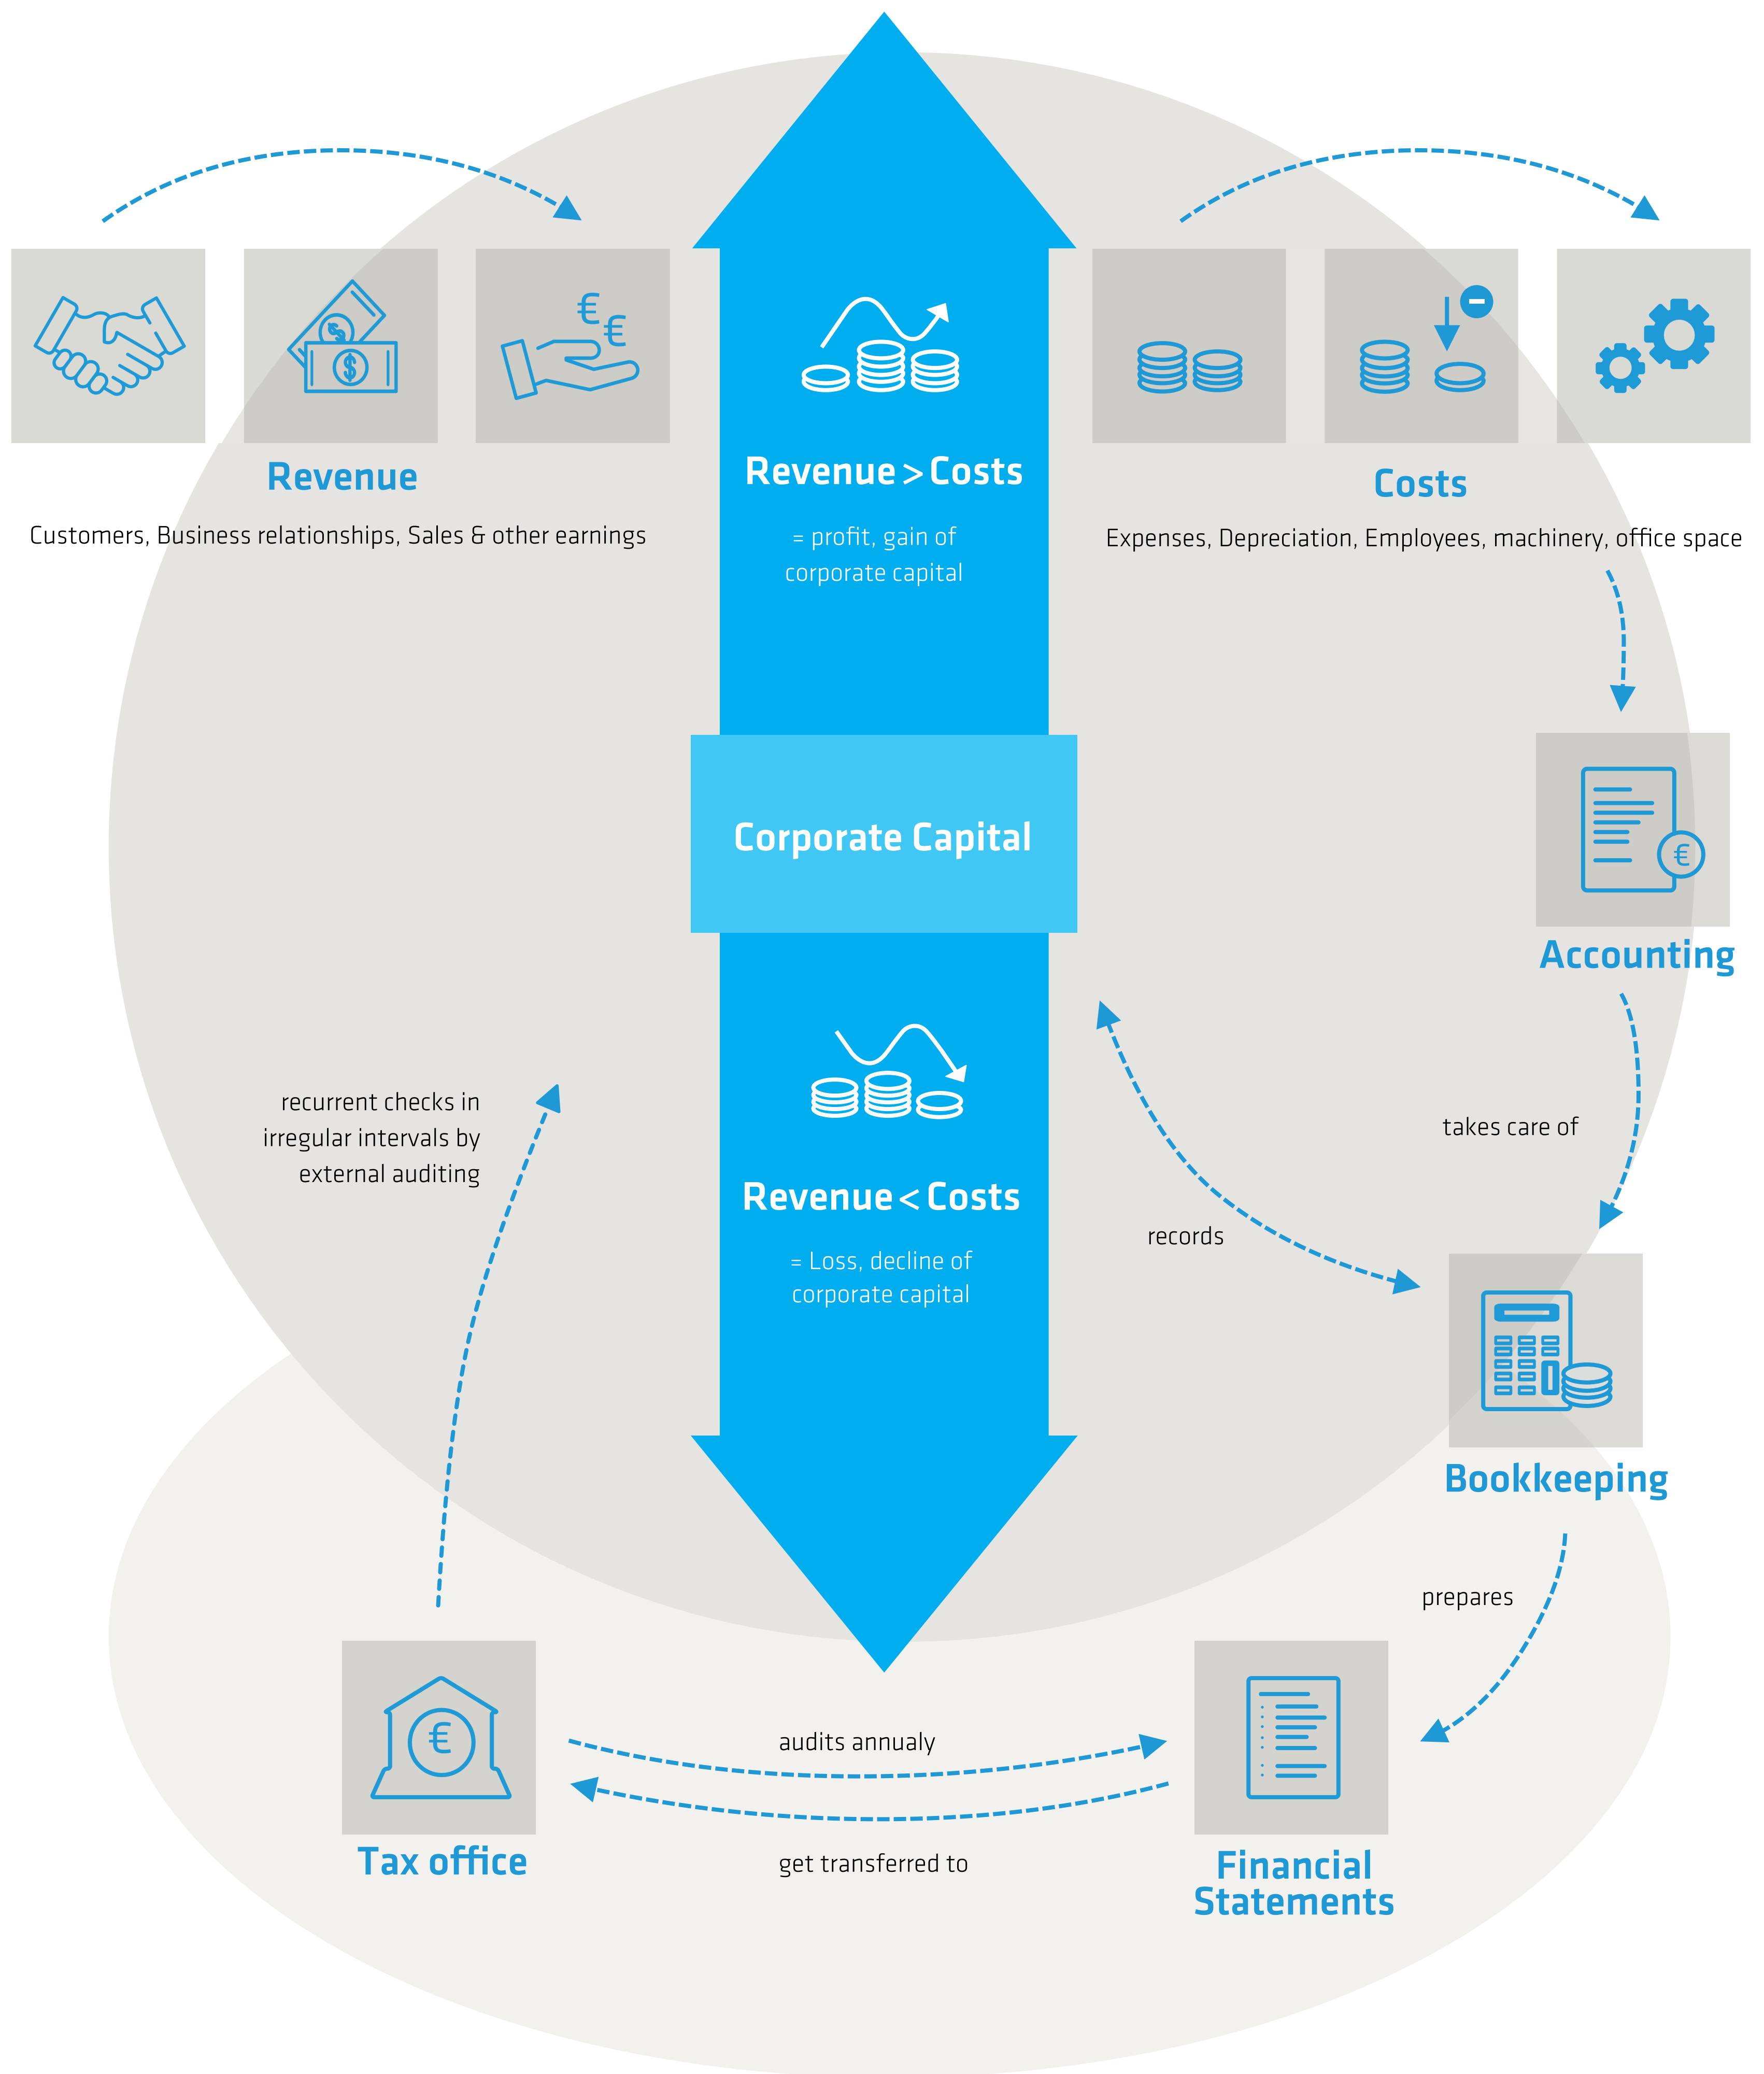 €
€
€
Revenue > Costs
Revenue
Costs
Customers, Business relationships, Sales & other earnings
= profit, gain of
corporate capital
Expenses, Depreciation, Employees, machinery, office space
$
$
Corporate Capital
€
Accounting
recurrent checks in
irregular intervals by
external auditing
takes care of
Revenue < Costs
records
= Loss, decline of
corporate capital
Bookkeeping
prepares
audits annualy
get transferred to
Tax office
Financial
Statements